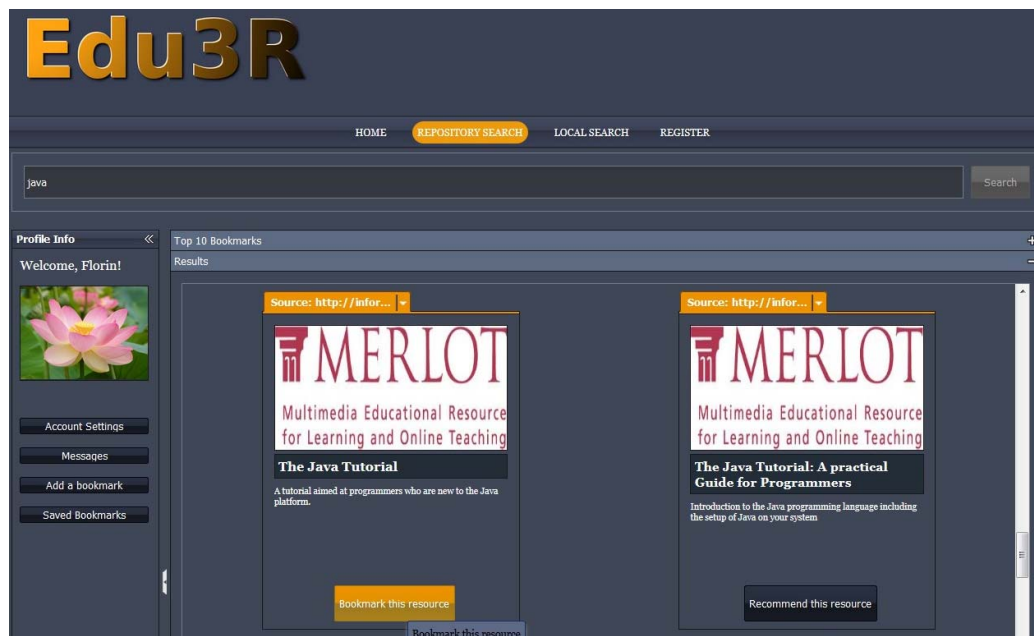 Edu3R
HOME REPOSITORY SEARCH LOCAL SEARCH REGISTER
java
Search
Profile Info
Welcome, Florin!
Account Settings
Messages
Add a bookmark
Saved Bookmarks
Top 10 Bookmarks
Results
Source: http://infor...
MERLOT
Multimedia Educational Resource
for Learning and Online Teaching
The Java Tutorial
A tutorial aimed at programmers who are new to the Java
platform.
Bookmark this resource
Bookmark this resource
Source: http://infor...
MERLOT
Multimedia Educational Resource
for Learning and Online Teaching
The Java Tutorial: A practical
Guide for Programmers
Introduction to the Java programming language including
the setup of Java on your system
Recommend this resource